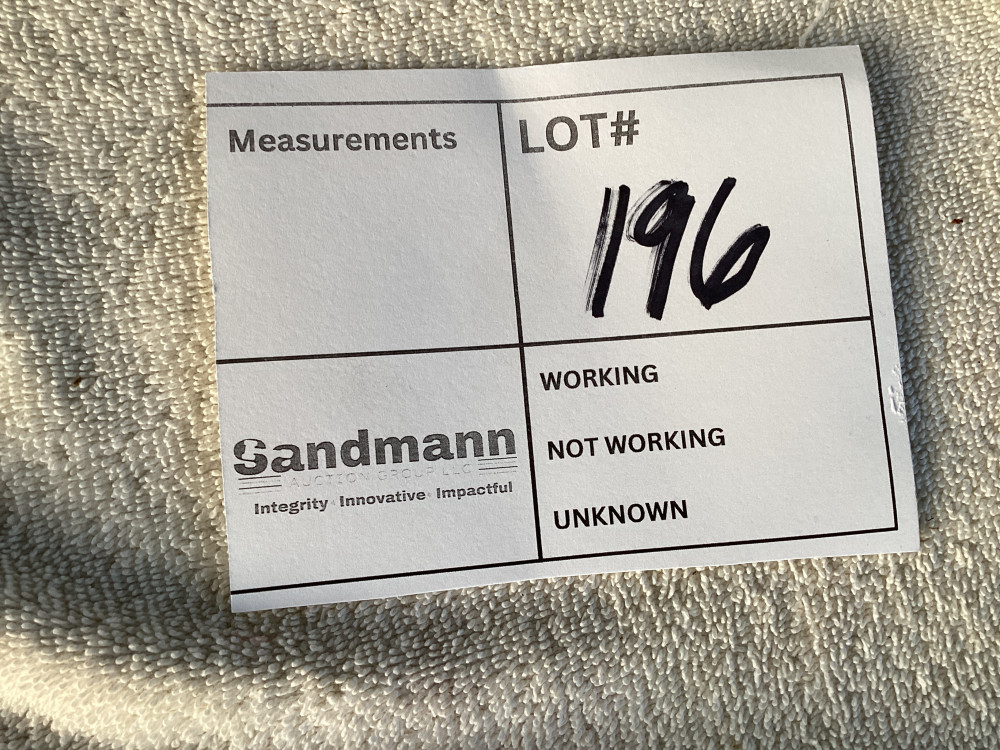 Measurements
LOT#
196
Sandmann
AUCTION GROUP LLC
Integrity · Innovative · Impactful
WORKING
NOT WORKING
UNKNOWN